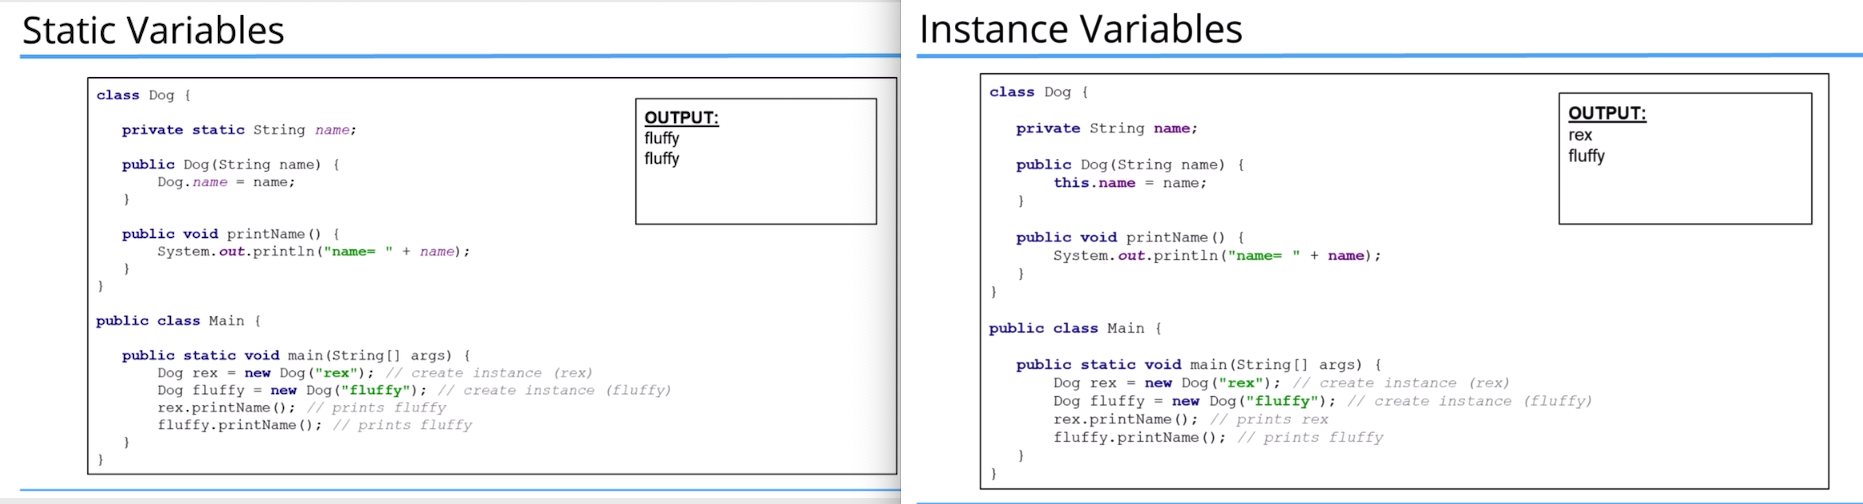 Static Variables
class Dog {
private static String name;
public Dog(String name) {
Dog.name = name;
}
public void printName() {
System.out.println("name= " + name);
}
}
public class Main {
public static void main(String[] args) {
Dog rex = new Dog("rex"); // create instance (rex)
Dog fluffy = new Dog("fluffy"); // create instance (fluffy)
rex.printName(); // prints fluffy
fluffy.printName(); // prints fluffy
}
}
OUTPUT:
fluffy
fluffy
Instance Variables
class Dog {
private String name;
public Dog(String name) {
this.name = name;
}
public void printName() {
System.out.println("name= " + name);
}
}
public class Main {
public static void main(String[] args) {
Dog rex = new Dog("rex"); // create instance (rex)
Dog fluffy = new Dog("fluffy"); // create instance (fluffy)
rex.printName(); // prints rex
fluffy.printName(); // prints fluffy
}
}
OUTPUT:
rex
fluffy